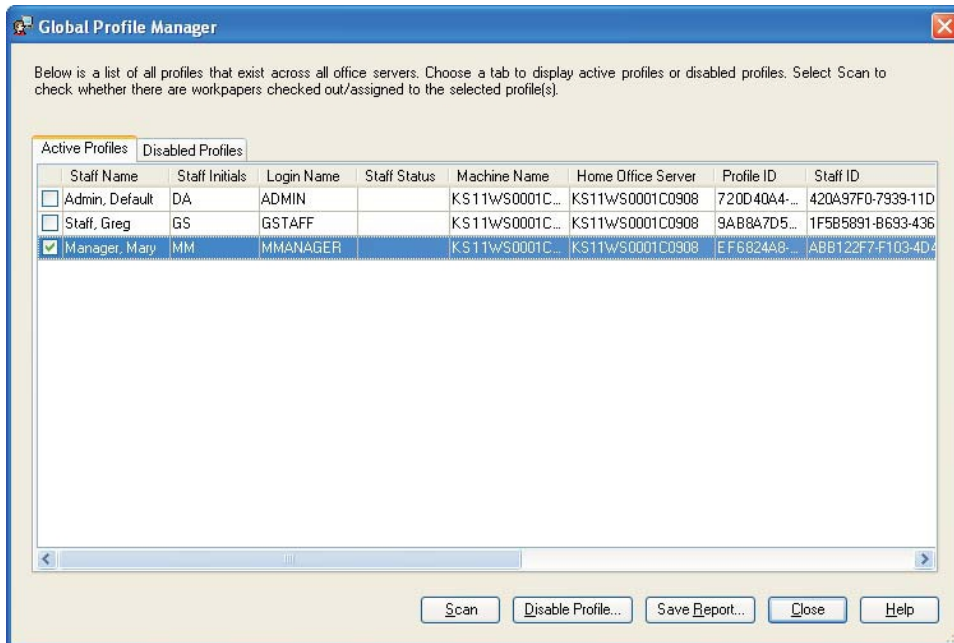 Global Profile Manager
Below is a list of all profiles that exist across all office servers. Choose a tab to display active profiles or disabled profiles. Select Scan to
check whether there are workpapers checked out/assigned to the selected profile(s).
Active Profiles Disabled Profiles
Staff Name Staff Initials Login Name Staff Status Machine Name Home Office Server Profile ID Staff ID
Admin, Default DA ADMIN KS11WS0001C... KS11WS0001C0908 720D40A4-... 420A97F0-7939-11D
Staff, Greg GS GSTAFF KS11WS0001C... KS11WS0001C0908 9AB8A7D5... 1F5B5891-B693-436
Manager, Mary MM MMANAGER KS11WS0001C... KS11WS0001C0908 EF6824A8-... ABB122F7-F103-4D4
Scan Disable Profile... Save Report... Close Help